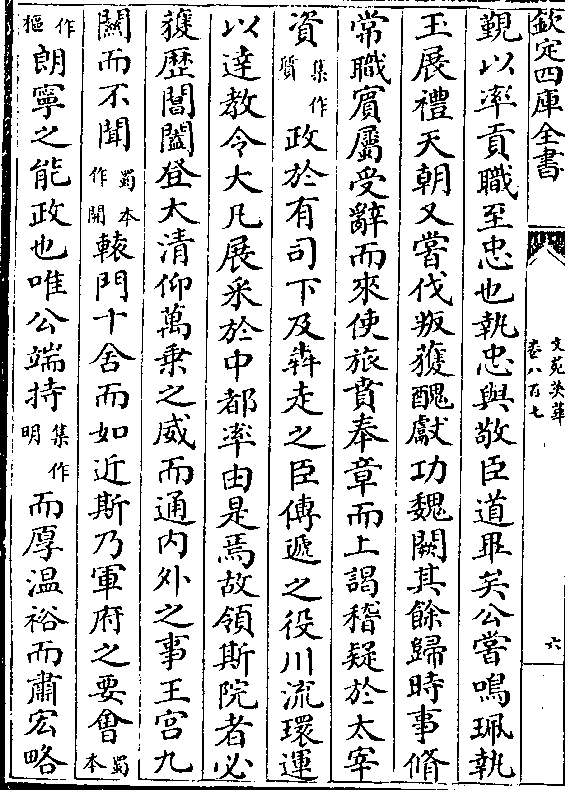 欽定四庫全書
文苑英華
卷八百七
六
覲以率貢職至忠也執忠與敬臣道畢矣公嘗鳴珮執
玉展禮天朝又當伐叛獲醜獻功魏闕其餘歸時事脩
常職賓屬受辭而來使旅賁奉章而上謁稽疑於太宰
資集作質政於有司下及犇走之臣傳遞之役川流環運
以達教令大凡展采於中都率由是焉故領斯院者必
獲歷閶闔登太清仰萬乗之威而通内外之事王宮九
闗而不聞蜀本作開轅門十舍而如近斯乃軍府之要㑹蜀本
作樞朗寧之能政也唯公端持集作明而厚温裕而肅宏略